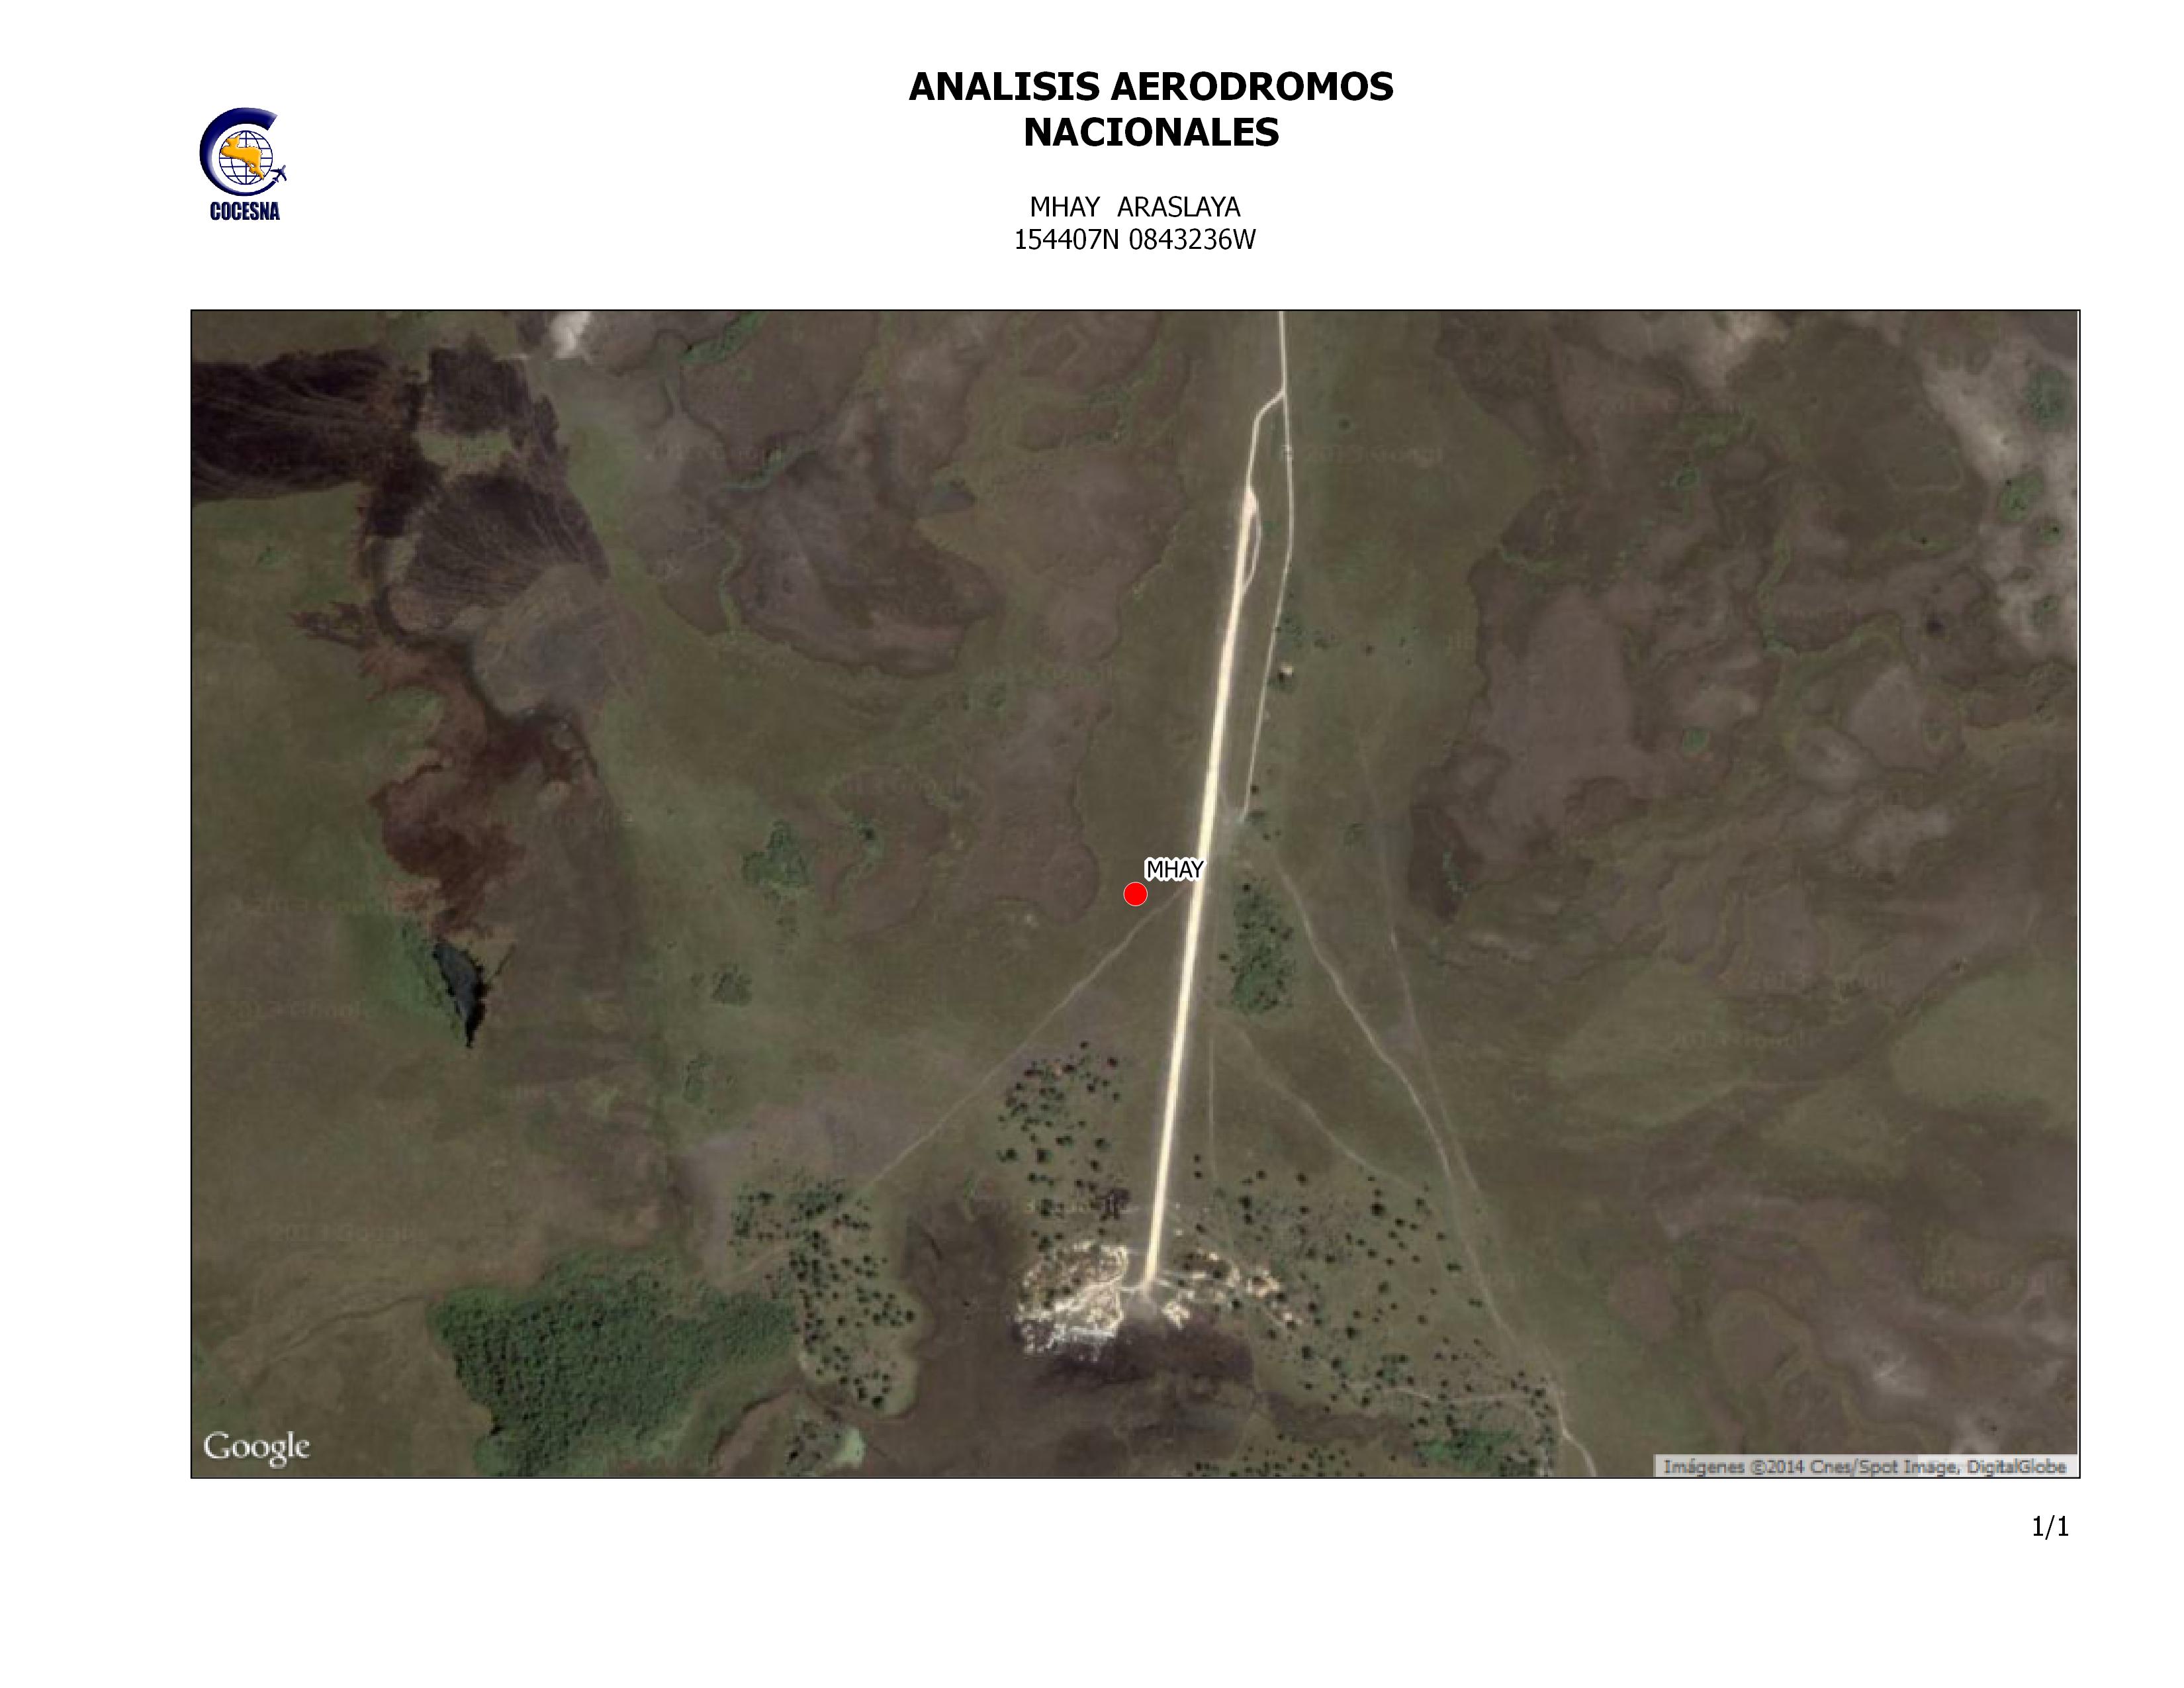 ANALISIS AERODROMOS
NACIONALES
COCESNA
MHAY ARASLAYA
154407N 0843236W
MHAY
Google
Imágenes ©2014 Cnes/Spot Image, DigitalGlobe
1/1